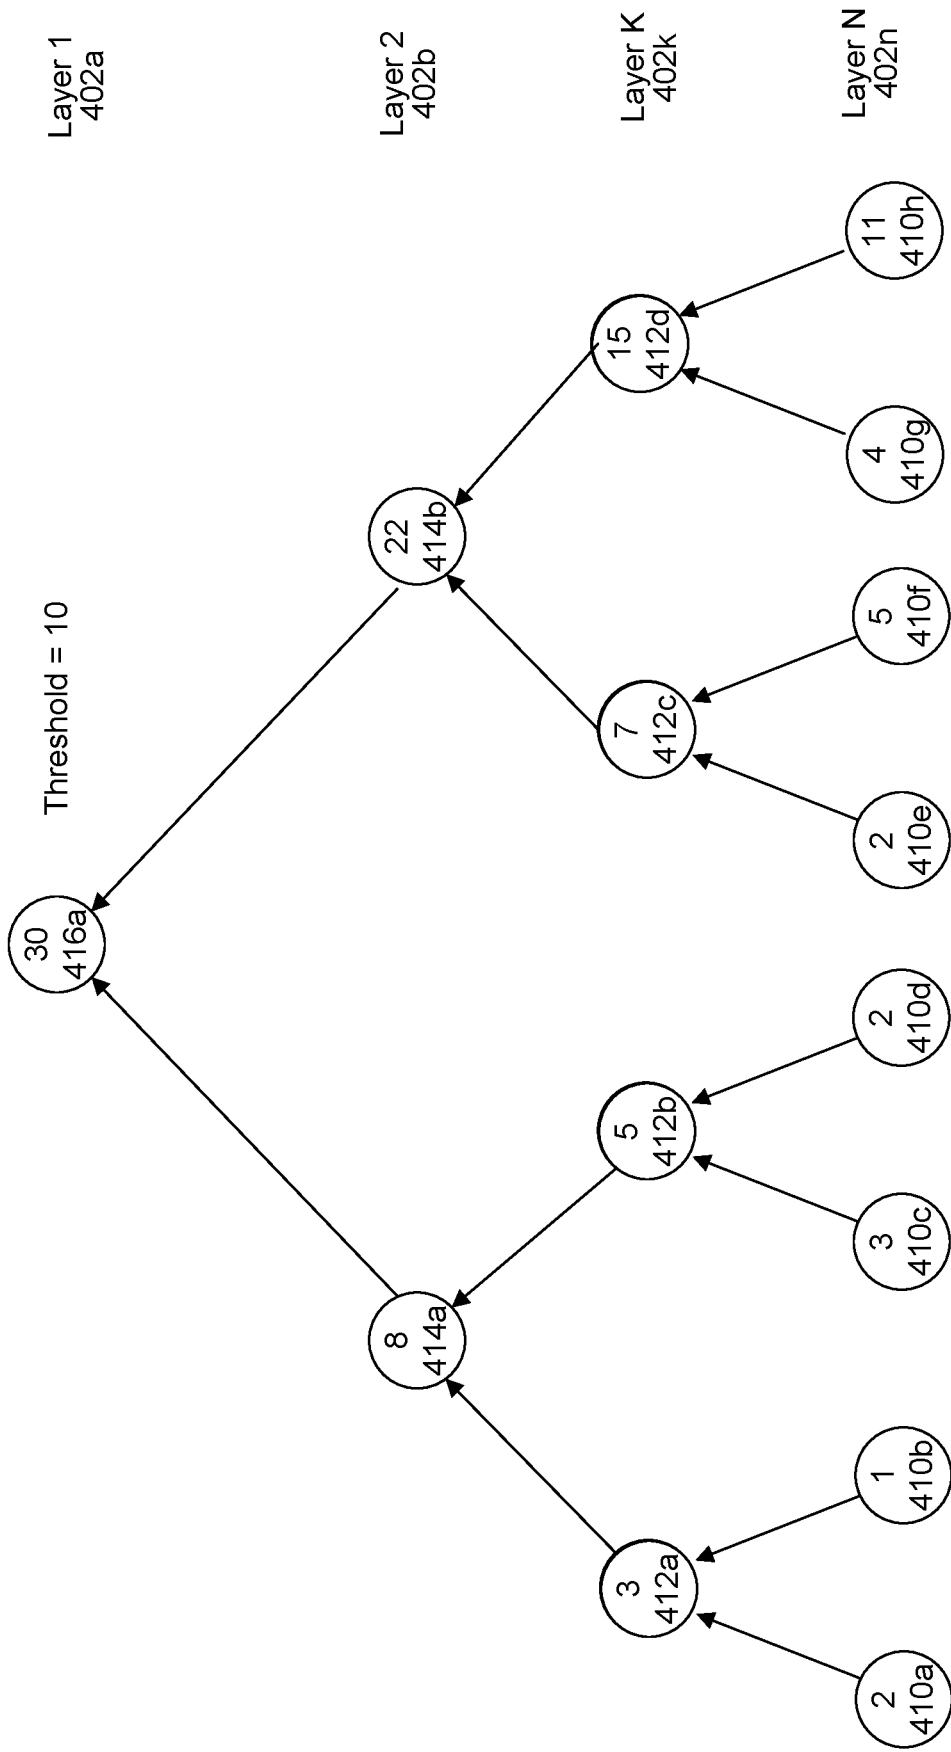 Threshold = 10
30
416a
Layer 1
402a
8
414a
22
414b
Layer 2
402b
3
412a
5
412b
7
412c
15
412d
Layer K
402k
2
410a
1
410b
3
410c
2
410d
2
410e
5
410f
4
410g
11
410h
Layer N
402n